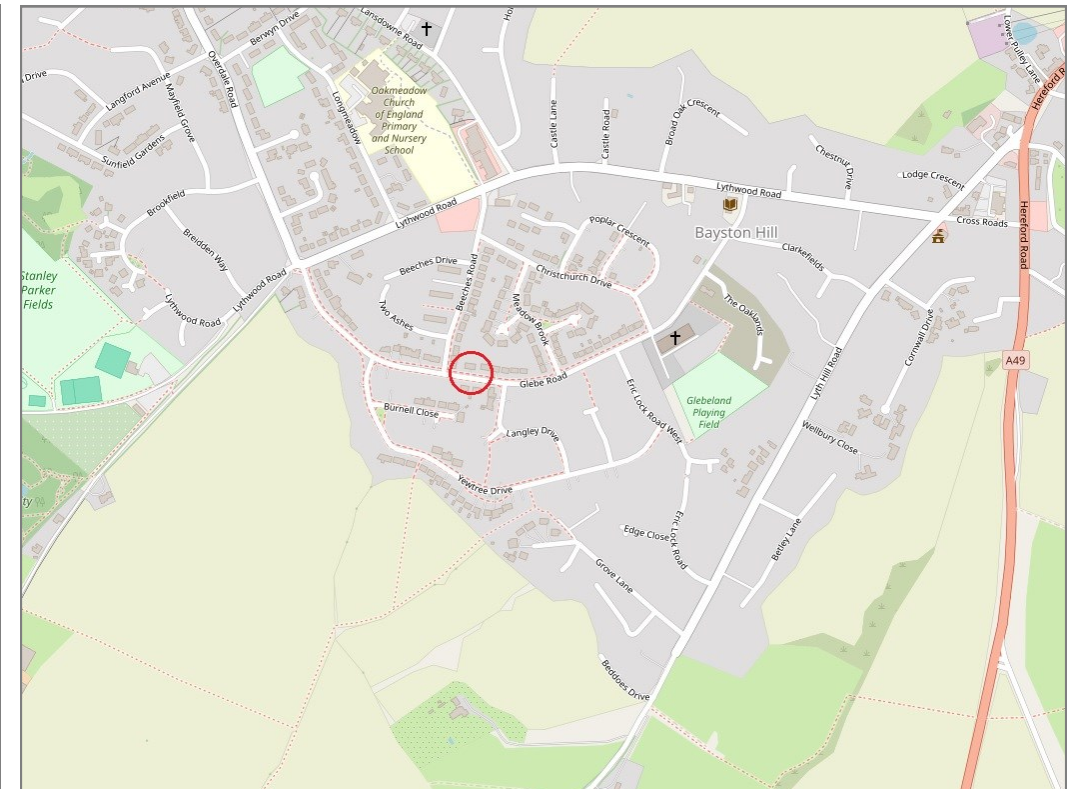 Lansdowne Road
Berwyn Drive
Overdale Road
Langford Avenue
Drive
Mayfield Grove
Longmeadow
Sunfield Gardens
Oakmeadow
Church
of England
Primary
and Nursery
School
Castle Lane
Castle Road
Broad Oak Crescent
Lower Pulley Lane
Hereford R
Chestnut Drive
Lodge Crescent
Lythwood Road
Cross Roads
Brookfield
Breidden Way
Lythwood Road
Poplar Crescent
Bayston Hill
Clarkefields
Hereford Road
Stanley
Parker
Fields
Lythwood Road
Lythwood Road
Beeches Drive
Beeches Road
Christchurch Drive
Two Ashes
Meadow Brook
The Oaklands
Cornwall Drive
A49
Lyth Hill Road
Glebe Road
Burnell Close
Eric Lock Road West
Glebeland
Playing
Field
Langley Drive
Wellbury Close
Yewtree Drive
ty
Edge Close
Eric Lock Road
Betley Lane
Grove Lane
Beddoes Drive